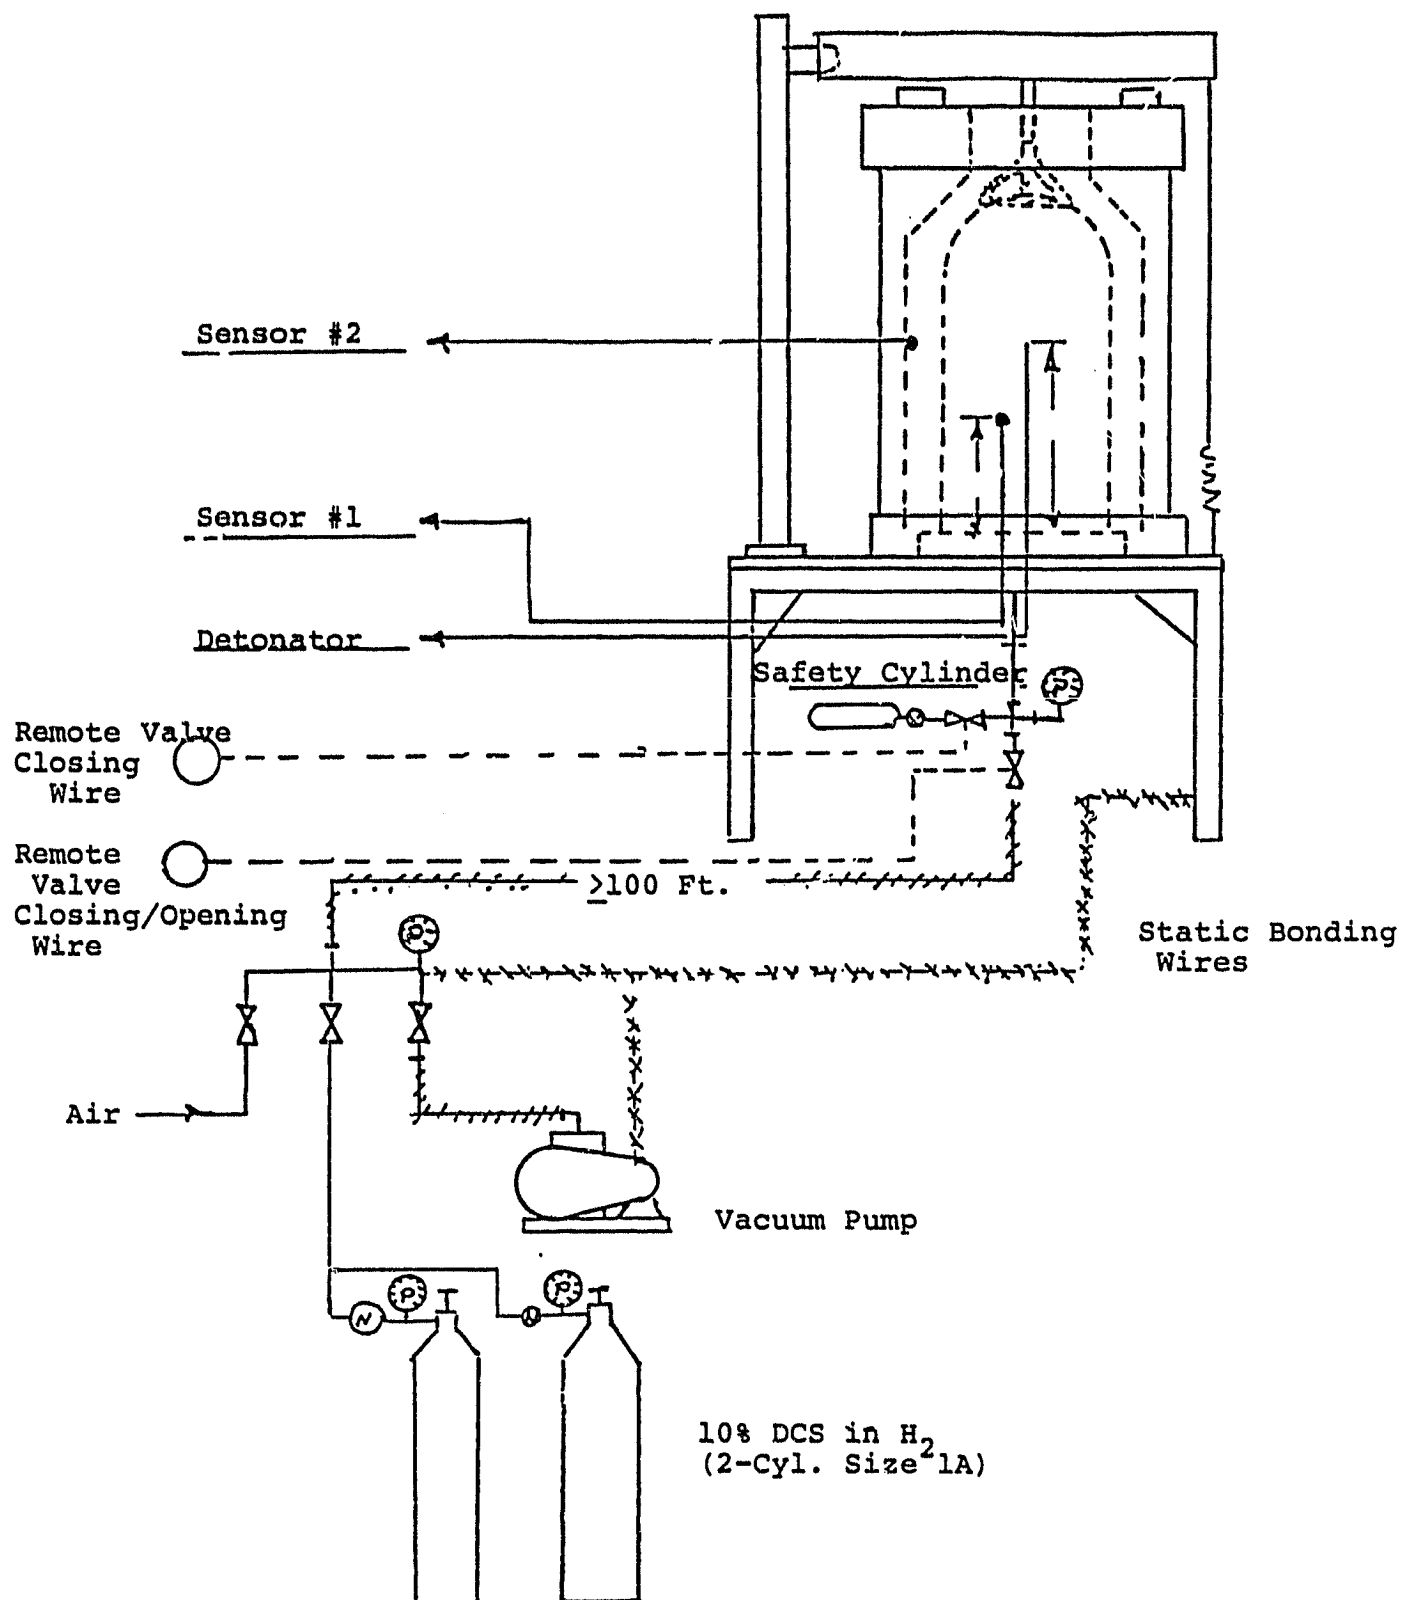 Sensor #2
Sensor #1
Detonator
Safety Cylinder
P
Remote Valve
Closing
Wire
Remote
Valve
Closing/Opening
Wire
≥100 Ft.
Static Bonding
Wires
Air
Vacuum Pump
P
P
N
10% DCS in H2
(2-Cyl. Size 1A)